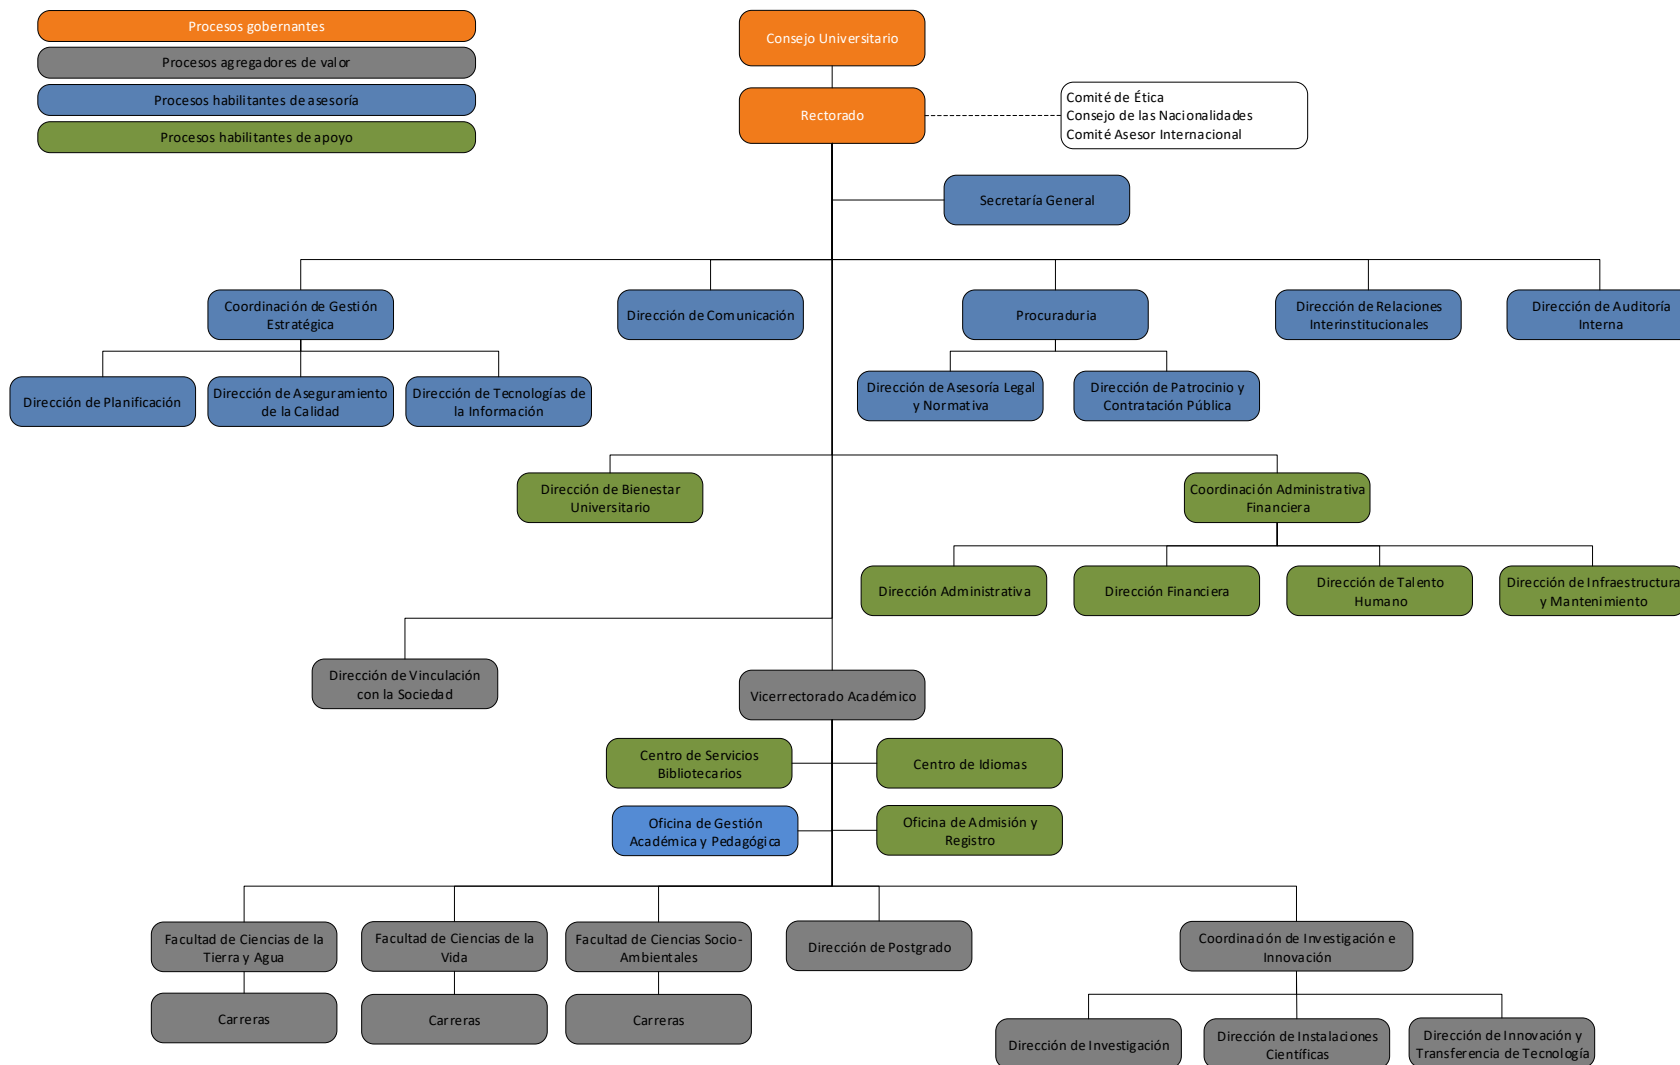 Procesos gobernantes
Procesos agregadores de valor
Procesos habilitantes de asesoría
Procesos habilitantes de apoyo
Consejo Universitario
Rectorado
Comité de Ética
Consejo de las Nacionalidades
Comité Asesor Internacional
Secretaría General
Coordinación de Gestión
Estratégica
Dirección de Comunicación
Procuraduria
Dirección de Relaciones
Interinstitucionales
Dirección de Auditoría
Interna
Dirección de Planificación
Dirección de Aseguramiento
de la Calidad
Dirección de Tecnologías de
la Información
Dirección de Asesoría Legal
y Normativa
Dirección de Patrocinio y
Contratación Pública
Dirección de Bienestar
Universitario
Coordinación Administrativa
Financiera
Dirección Administrativa
Dirección Financiera
Dirección de Talento
Humano
Dirección de Infraestructura
y Mantenimiento
Dirección de Vinculación
con la Sociedad
Vicerrectorado Académico
Centro de Servicios
Bibliotecarios
Centro de Idiomas
Oficina de Gestión
Académica y Pedagógica
Oficina de Admisión y
Registro
Facultad de Ciencias de la
Tierra y Agua
Facultad de Ciencias de la
Vida
Facultad de Ciencias Socio-
Ambientales
Dirección de Postgrado
Coordinación de Investigación e
Innovación
Carreras
Carreras
Carreras
Dirección de Investigación
Dirección de Instalaciones
Científicas
Dirección de Innovación y
Transferencia de Tecnología